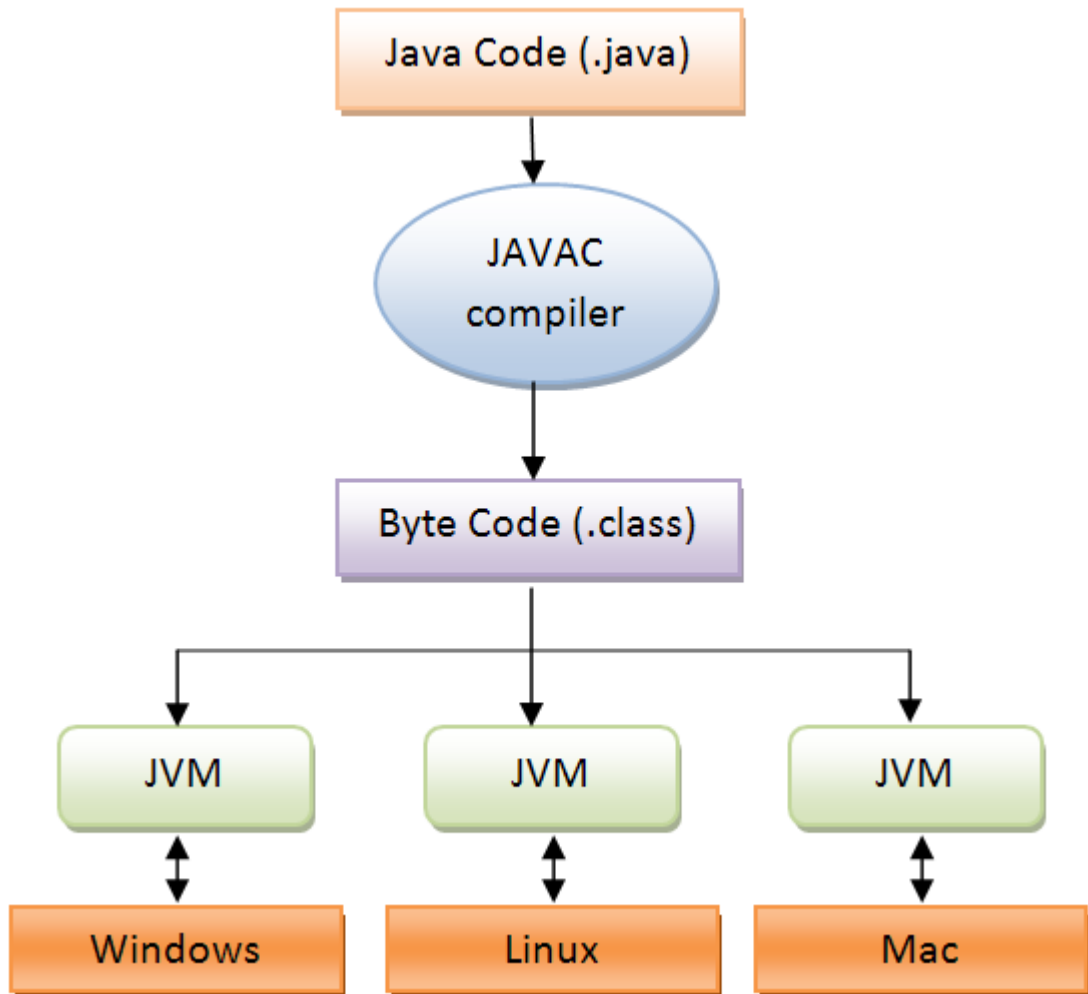 Java Code (.java)
JAVAC
compiler
Byte Code (.class)
JVM
JVM
JVM
Windows
Linux
Mac